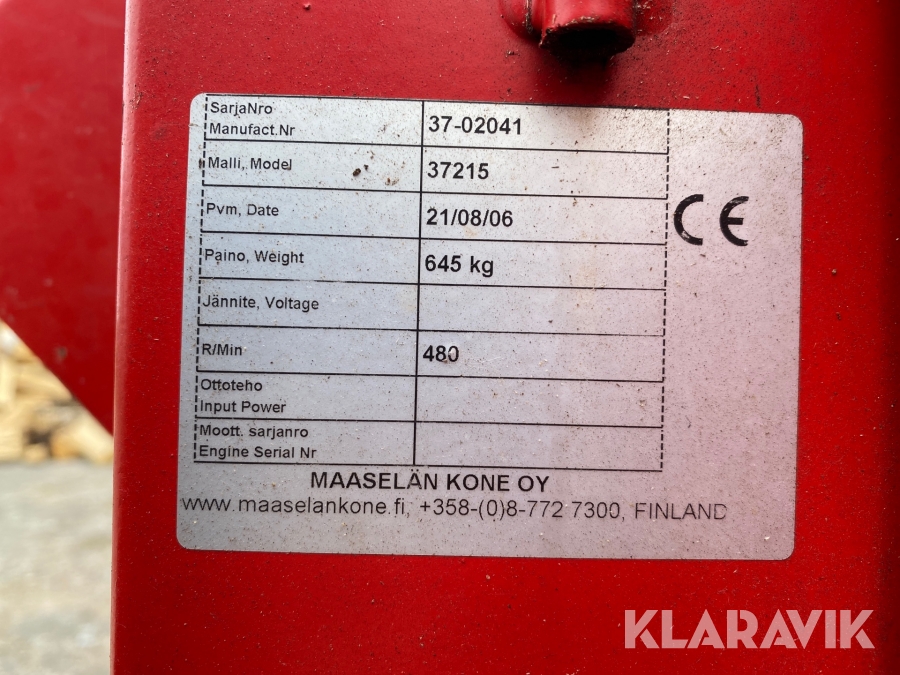 SarjaNro
Manufact.Nr 37-02041
Malli, Model 37215
Pvm, Date 21/08/06
Paino, Weight 645 kg
Jännite, Voltage
R/Min 480
Ottoteho
Input Power
Moott. sarjanro
Engine Serial Nr
CE
MAASELÄN KONE OY
www.maaselankone.fi, +358-(0)8-772 7300, FINLAND
KLARAVIK